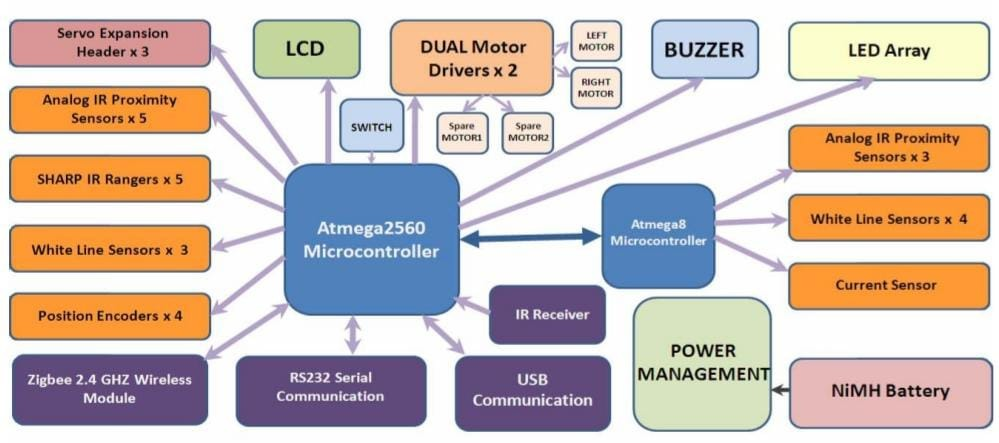 Servo Expansion
Header x 3
LCD
DUAL Motor
Drivers x 2
LEFT
MOTOR
RIGHT
MOTOR
BUZZER
LED Array
Analog IR Proximity
Sensors x 5
SWITCH
Spare
MOTOR1
Spare
MOTOR2
Analog IR Proximity
Sensors x 3
SHARP IR Rangers x 5
Atmega2560
Microcontroller
Atmega8
Microcontroller
White Line Sensors x 4
White Line Sensors x 3
Current Sensor
Position Encoders x 4
IR Receiver
POWER
MANAGEMENT
Zigbee 2.4 GHZ Wireless
Module
RS232 Serial
Communication
USB
Communication
NiMH Battery